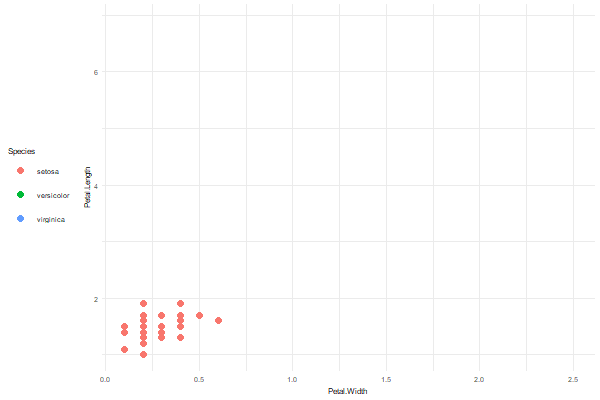 Species
setosa
versicolor
virginica
Petal.Length
6
4
2
0.0 0.5 1.0 1.5 2.0 2.5
Petal.Width